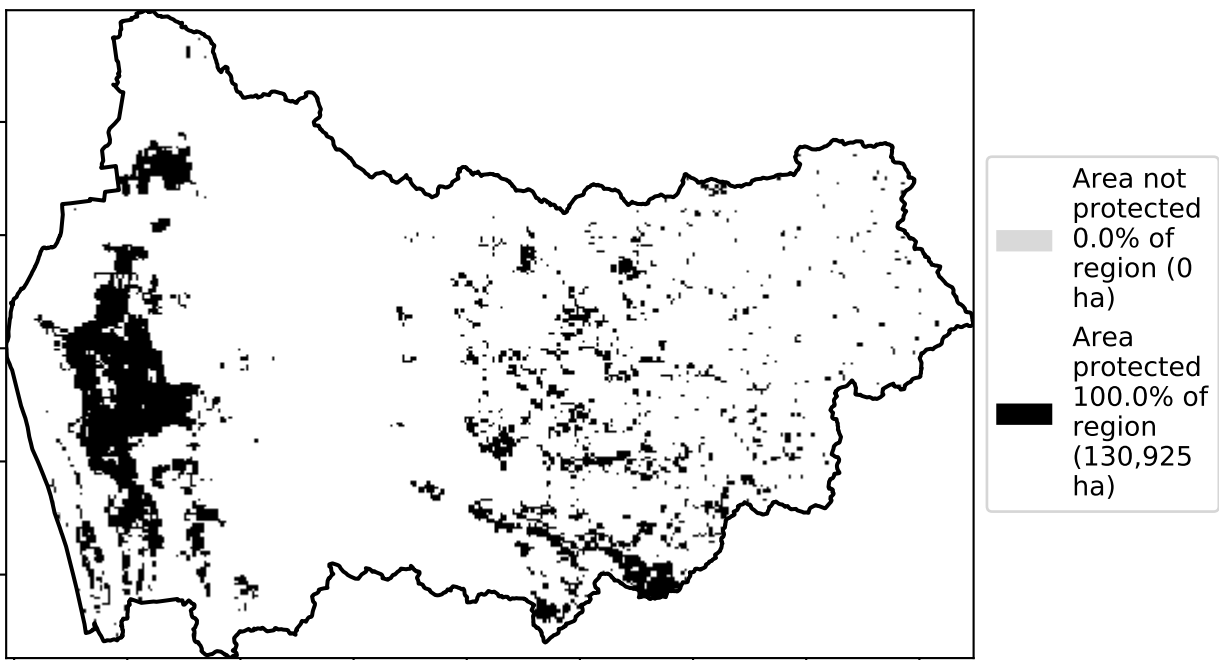 Area not
protected
0.0% of
region (0
ha)
Area
protected
100.0% of
region
(130,925
ha)